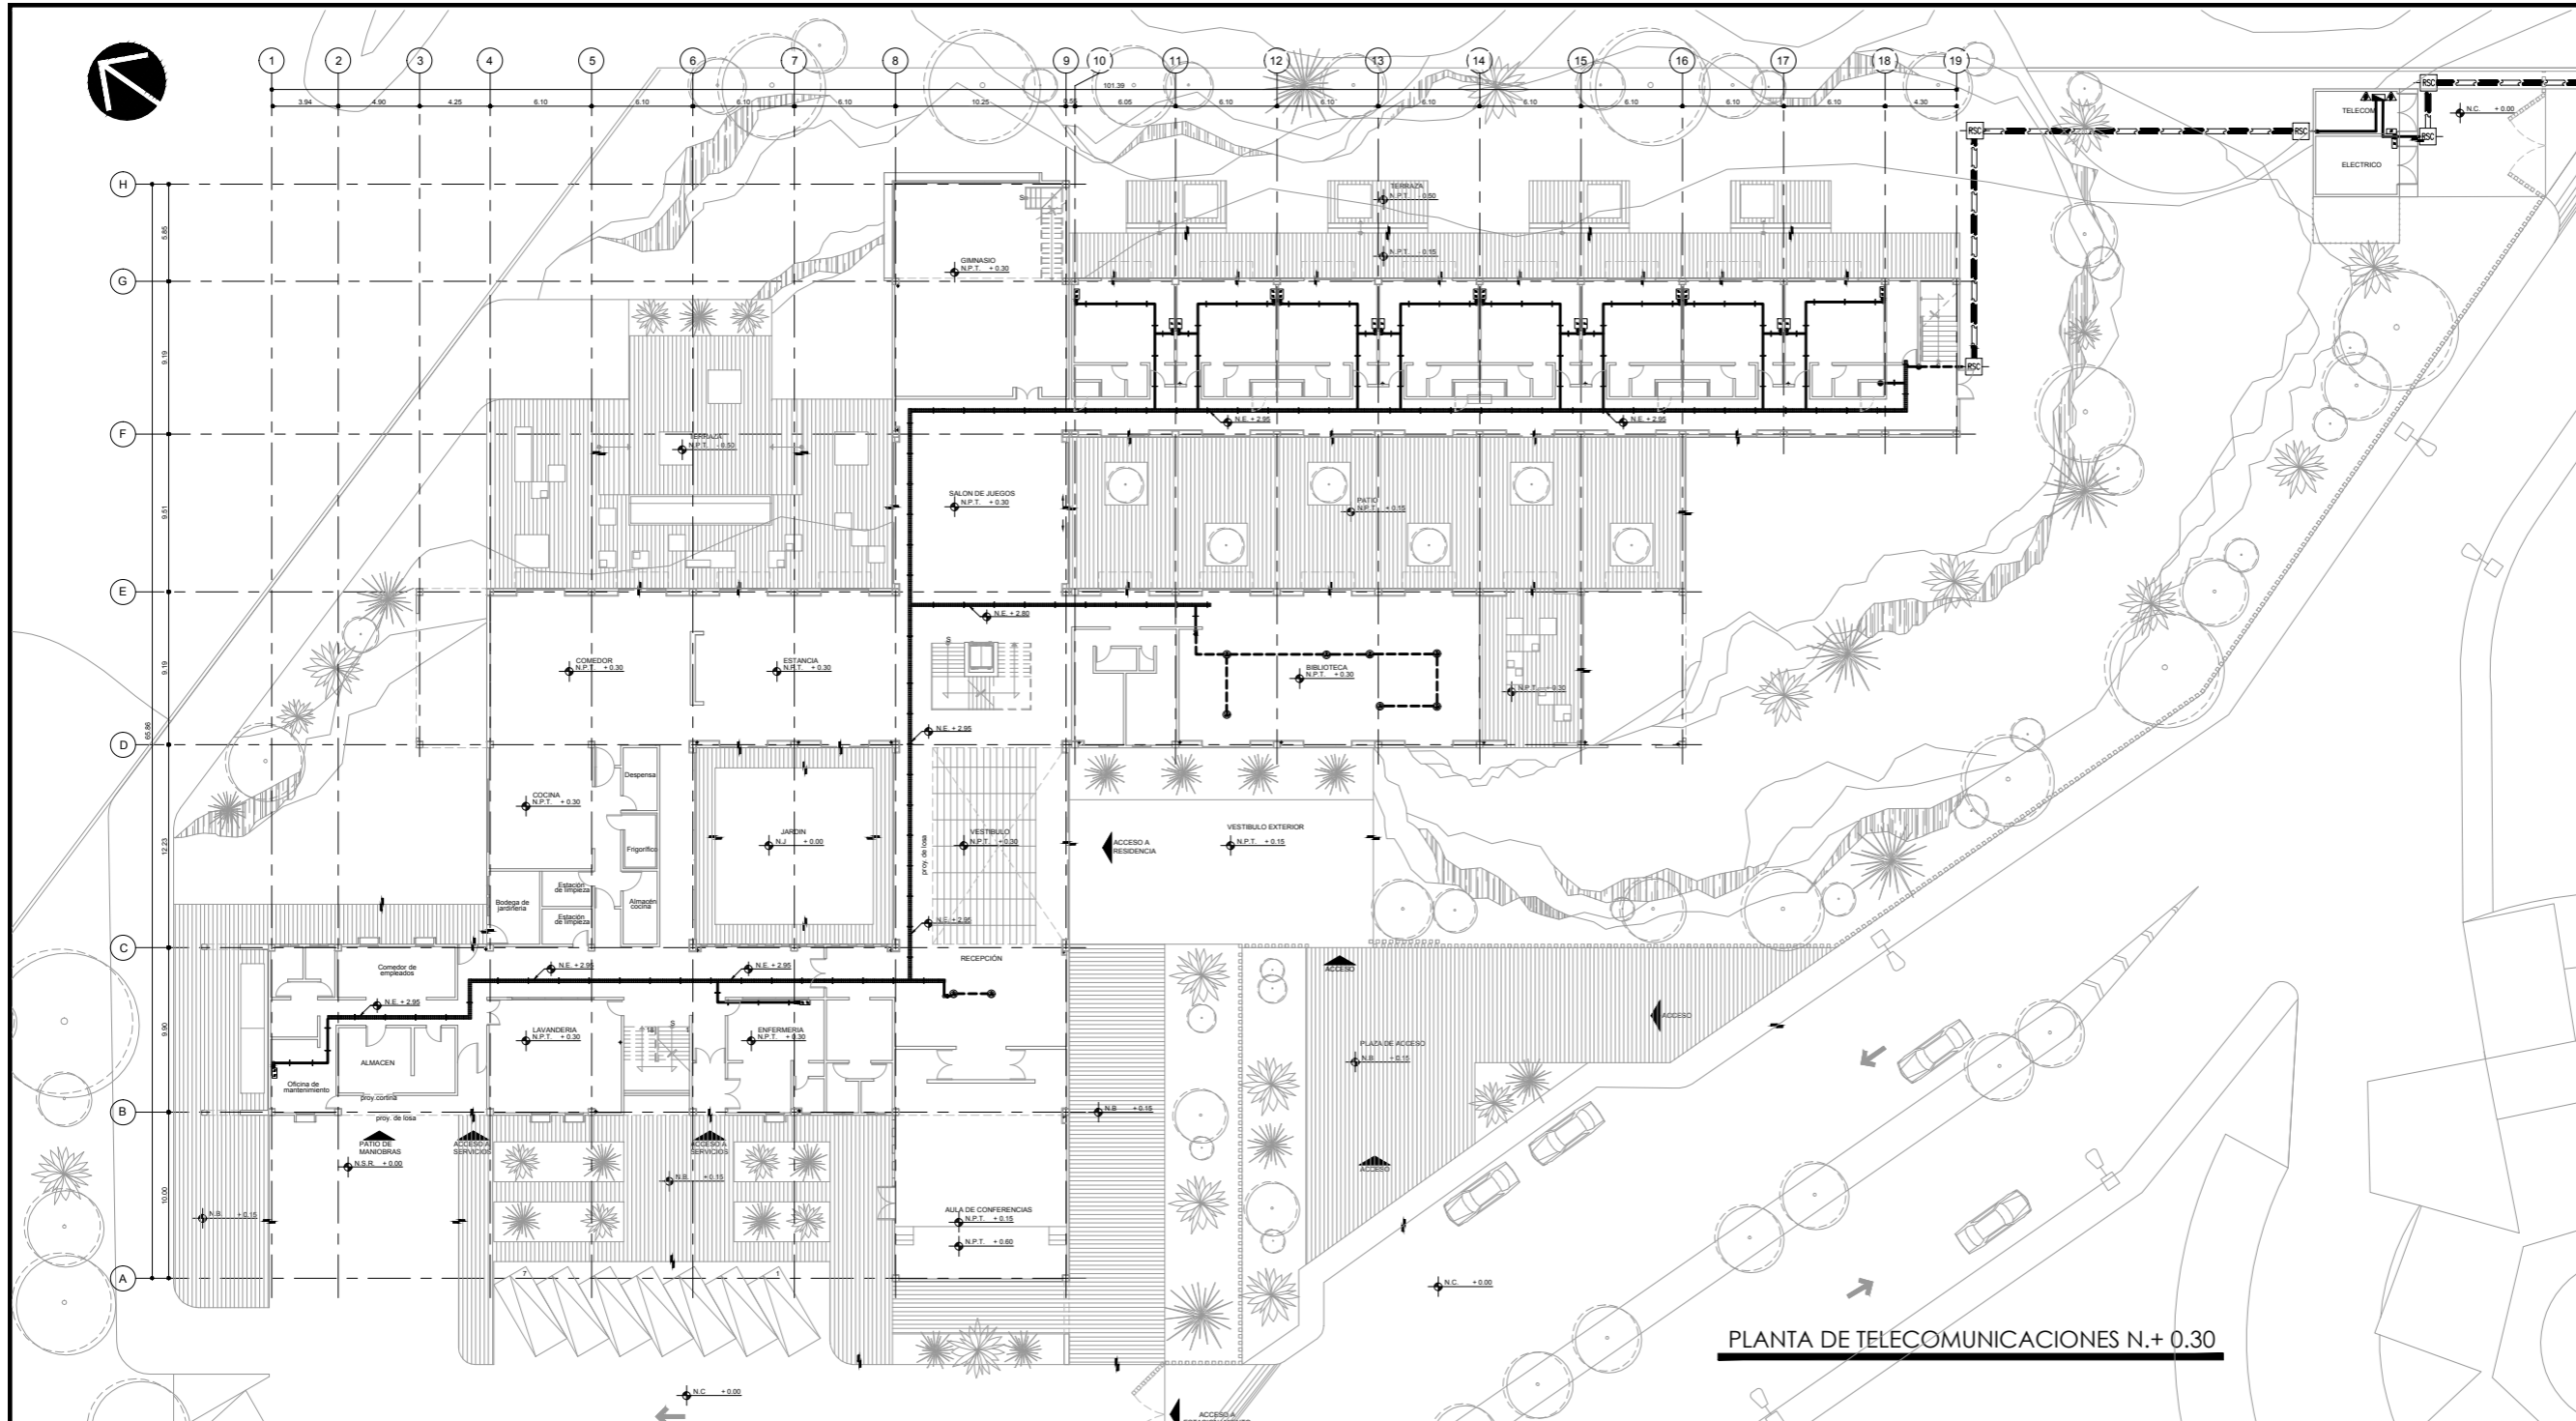 1 2 3 4 5 6 7 8 9 10 11 12 13 14 15 16 17 18 19
101.39
3.94 4.90 4.25 6.10 6.10 6.10 6.10 10.25 6.05 6.10 6.10 6.10 6.10 6.10 6.10 6.10 4.30
RSC
RSC
RSC
RSC
RSC
TELECOM
N.C. + 0.00
ELECTRICO
H
G
F
E
D
C
B
A
5.85
9.19
9.51
9.19
65.86
12.23
9.90
10.00
TERRAZA
N.P.T. - 0.50
N.P.T. - 0.15
GIMNASIO
N.P.T. + 0.30
N.E. + 2.95
N.E. + 2.95
TERRAZA
N.P.T. - 0.50
SALON DE JUEGOS
N.P.T. + 0.30
PATIO
N.P.T. + 0.15
N.E. + 2.80
S
COMEDOR
N.P.T. + 0.30
ESTANCIA
N.P.T. + 0.30
BIBLIOTECA
N.P.T. + 0.30
N.P.T. + 0.30
N.E. + 2.95
Despensa
COCINA
N.P.T. + 0.30
JARDIN
N.J + 0.00
VESTIBULO
N.P.T. + 0.30
proy. de losa
ACCESO A
RESIDENCIA
VESTIBULO EXTERIOR
N.P.T. + 0.15
Frigorifico
Estación
de limpieza
Bodega de
jardineria
Almacén
cocina
Estación
de limpieza
N.E. + 2.95
RECEPCIÓN
Comedor de
empleados
N.E. + 2.95
N.E. + 2.95
N.E. + 2.95
ACCESO
ACCESO
LAVANDERIA
N.P.T. + 0.30
S
ENFERMERIA
N.P.T. + 0.30
ALMACEN
Oficina de
mantenimiento
proy.cortina
proy. de losa
PLAZA DE ACCESO
N.B + 0.15
N.B + 0.15
PATIO DE
MANIOBRAS
N.S.R. + 0.00
ACCESO A
SERVICIOS
ACCESO A
SERVICIOS
N.B. + 0.15
N.B. + 0.15
ACCESO
AULA DE CONFERENCIAS
N.P.T. + 0.15
N.P.T. + 0.60
7
1
N.C. + 0.00
PLANTA DE TELECOMUNICACIONES N.+ 0.30
N.C + 0.00
ACCESO A